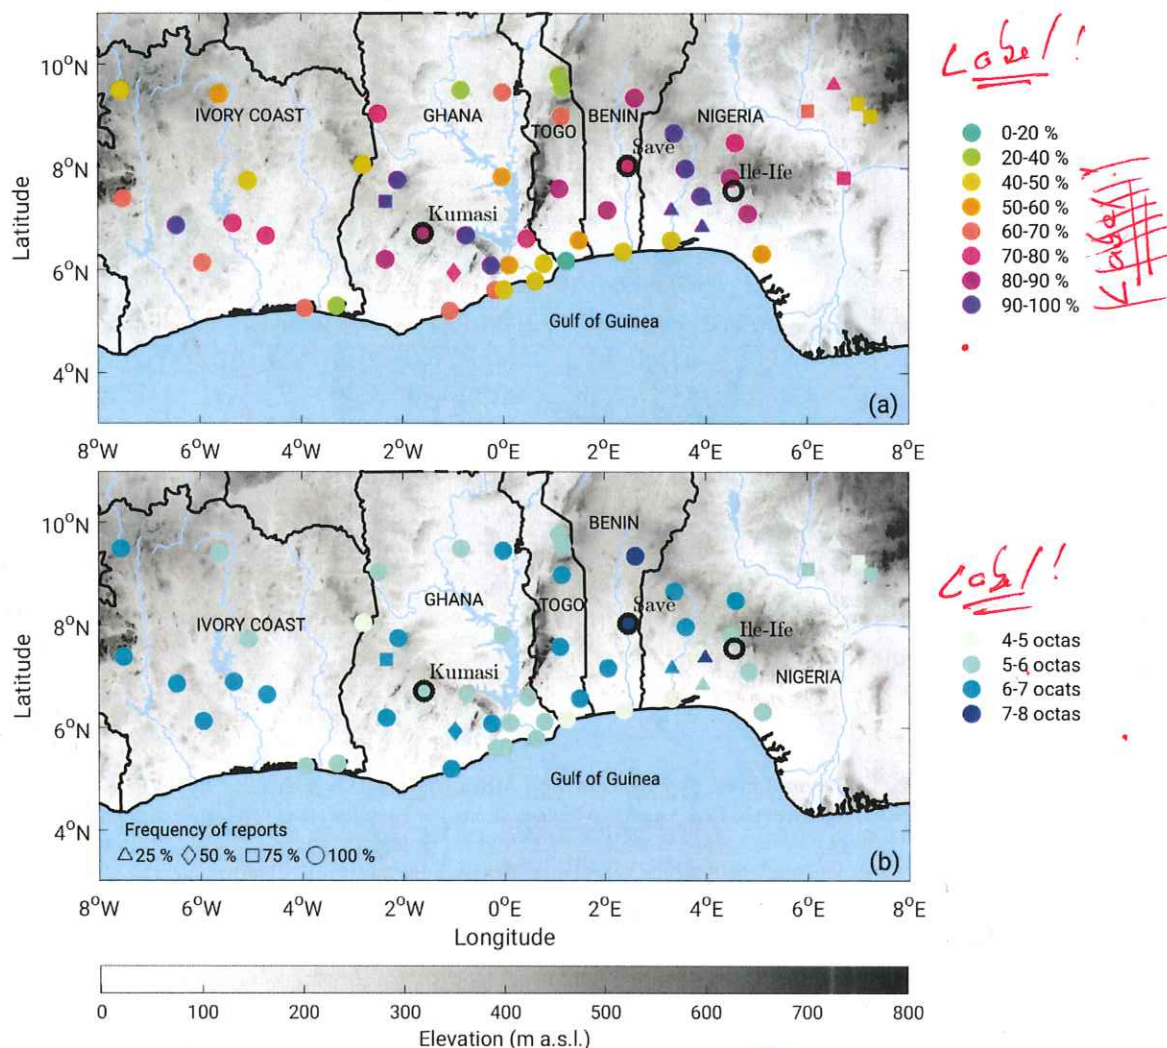 Label!
10°N
8°N
6°N
4°N
Latitude
IVORY COAST
GHANA
TOGO
BENIN
NIGERIA
Savè
Ile-Ife
Kumasi
Gulf of Guinea
(a)
8°W 6°W 4°W 2°W 0°E 2°E 4°E 6°E 8°E
0-20 %
20-40 %
40-50 %
50-60 %
60-70 %
70-80 %
80-90 %
90-100 %
10°N
8°N
6°N
4°N
Latitude
BENIN
GHANA
TOGO
IVORY COAST
Savè
Ile-Ife
Kumasi
NIGERIA
Gulf of Guinea
Frequency of reports
25 % 50 % 75 % 100 %
(b)
8°W 6°W 4°W 2°W 0°E 2°E 4°E 6°E 8°E
Longitude
Label!
4-5 octas
5-6 octas
6-7 ocats
7-8 octas
0 100 200 300 400 500 600 700 800
Elevation (m a.s.l.)